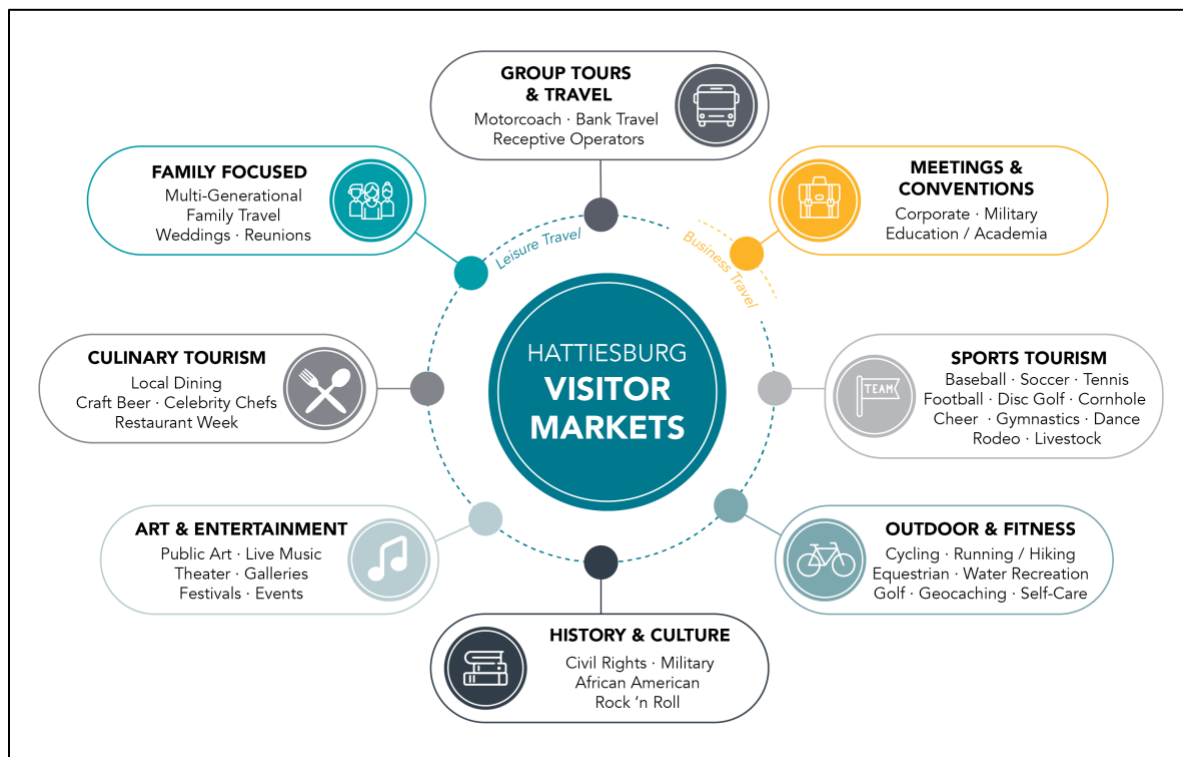 GROUP TOURS
& TRAVEL
Motorcoach · Bank Travel
Receptive Operators
FAMILY FOCUSED
Multi-Generational
Family Travel
Weddings · Reunions
MEETINGS &
CONVENTIONS
Corporate · Military
Education / Academia
Leisure Travel
Business Travel
HATTIESBURG
VISITOR
MARKETS
CULINARY TOURISM
Local Dining
Craft Beer · Celebrity Chefs
Restaurant Week
TEAM
SPORTS TOURISM
Baseball · Soccer · Tennis
Football · Disc Golf · Cornhole
Cheer · Gymnastics · Dance
Rodeo · Livestock
ART & ENTERTAINMENT
Public Art · Live Music
Theater · Galleries
Festivals · Events
OUTDOOR & FITNESS
Cycling · Running / Hiking
Equestrian · Water Recreation
Golf · Geocaching · Self-Care
HISTORY & CULTURE
Civil Rights · Military
African American
Rock ‘n Roll